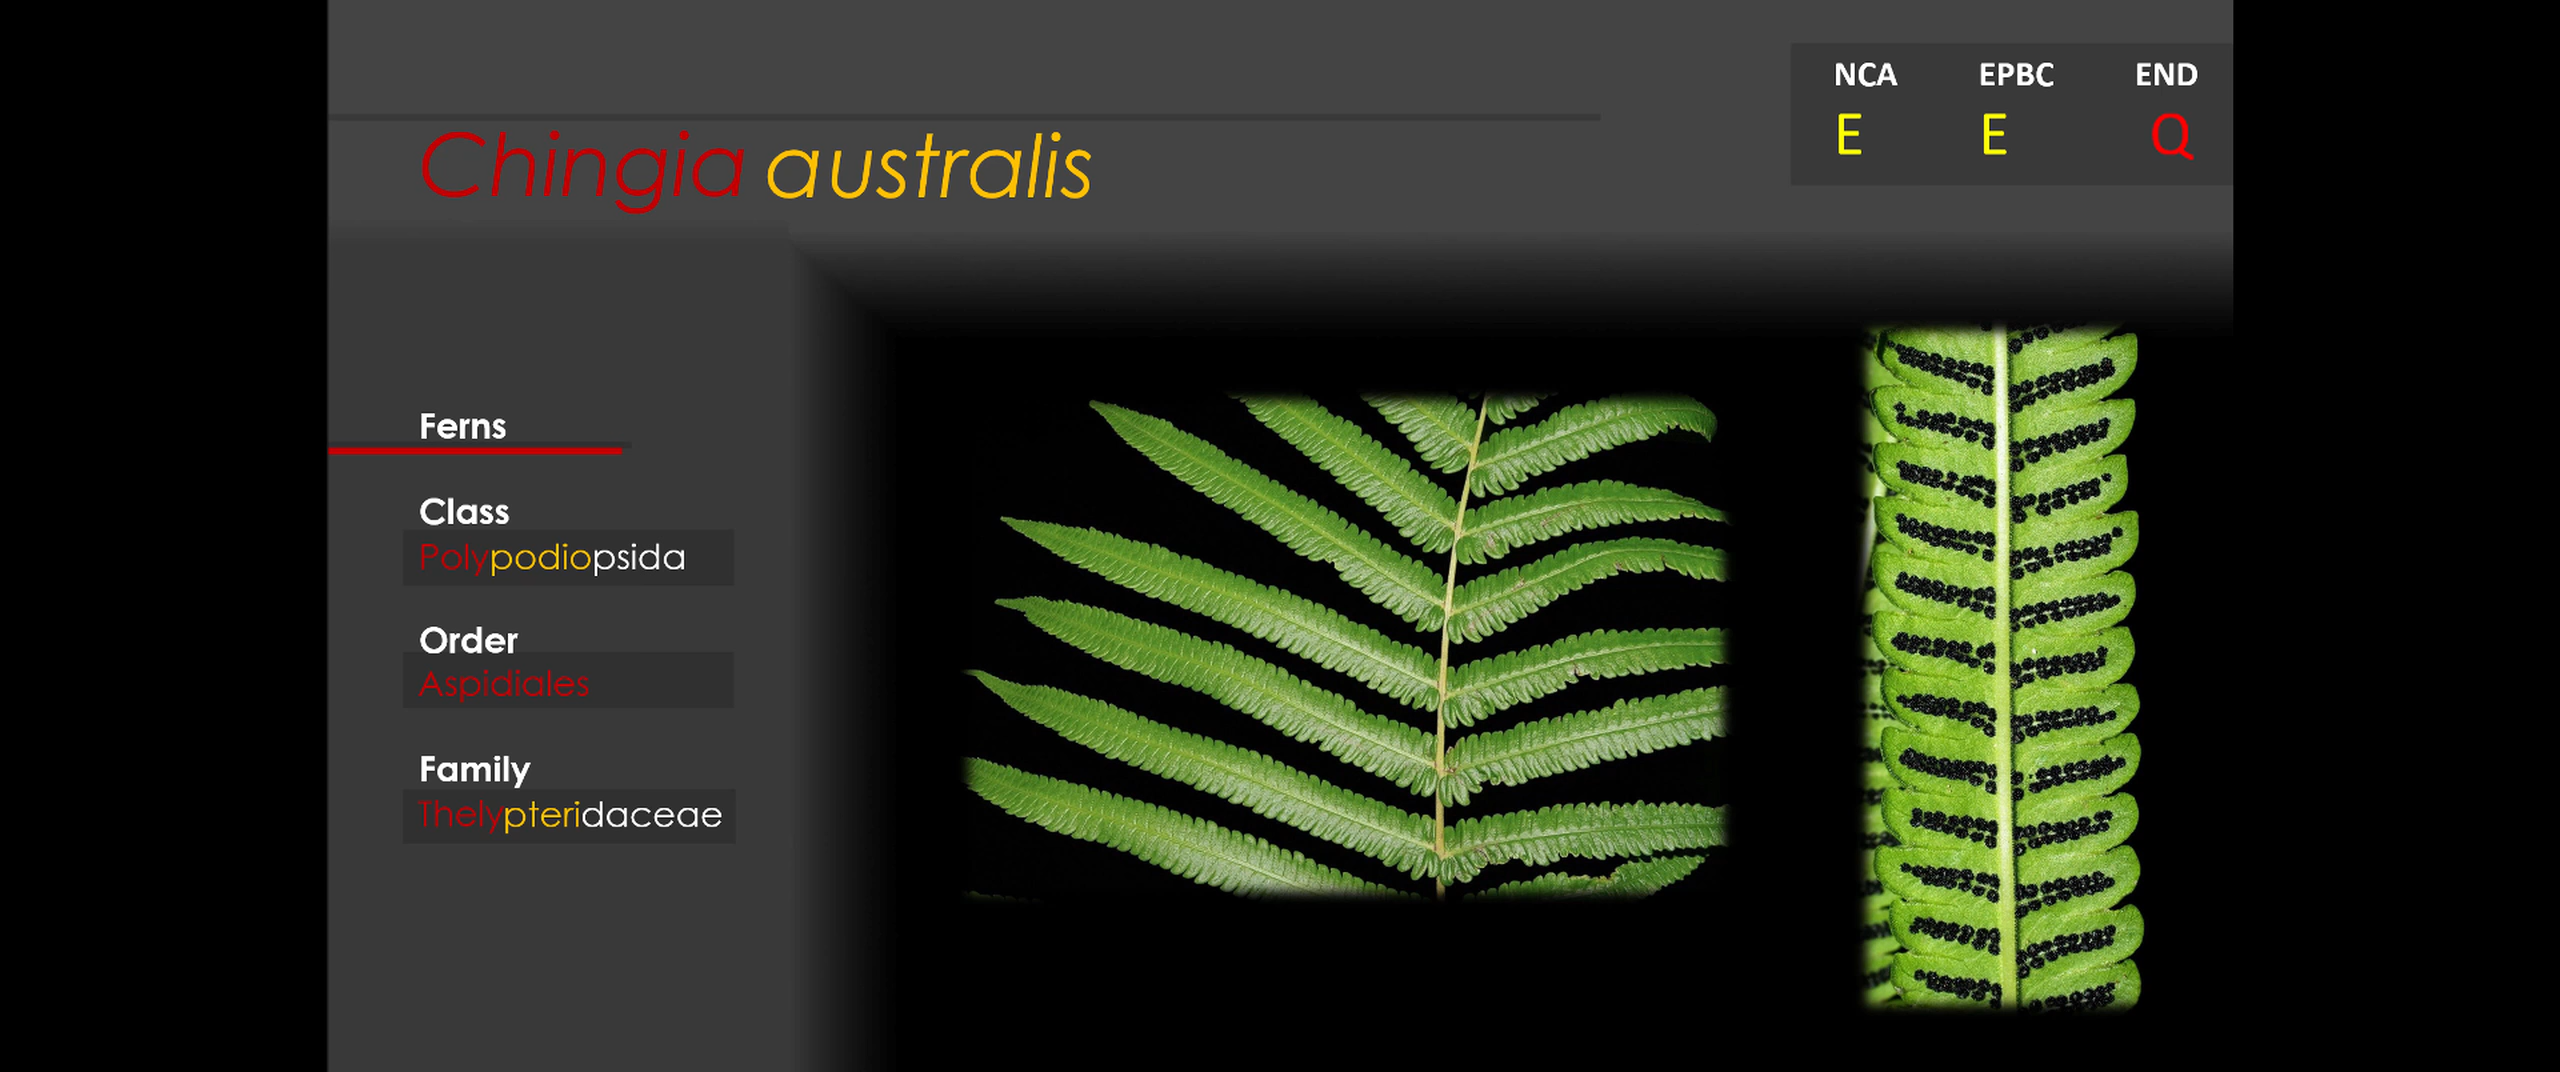 NCA EPBC END
E E Q
Chingia australis
Ferns
Class
Polypodiopsida
Order
Aspidiales
Family
Thelypteridaceae